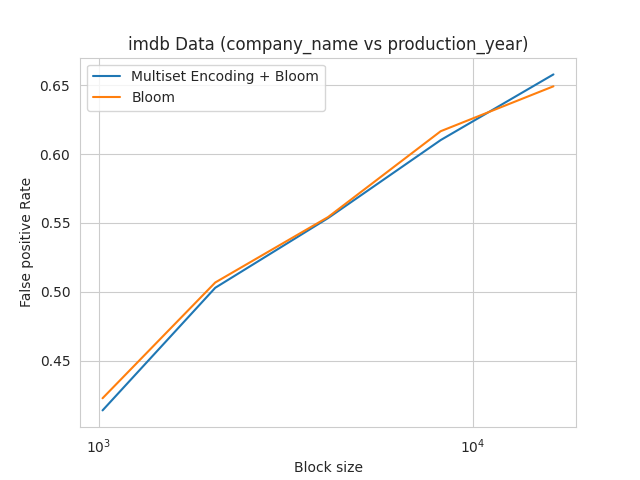 imdb Data (company_name vs production_year)
Multiset Encoding + Bloom
Bloom
False positive Rate
0.65
0.60
0.55
0.50
0.45
10³
10⁴
Block size